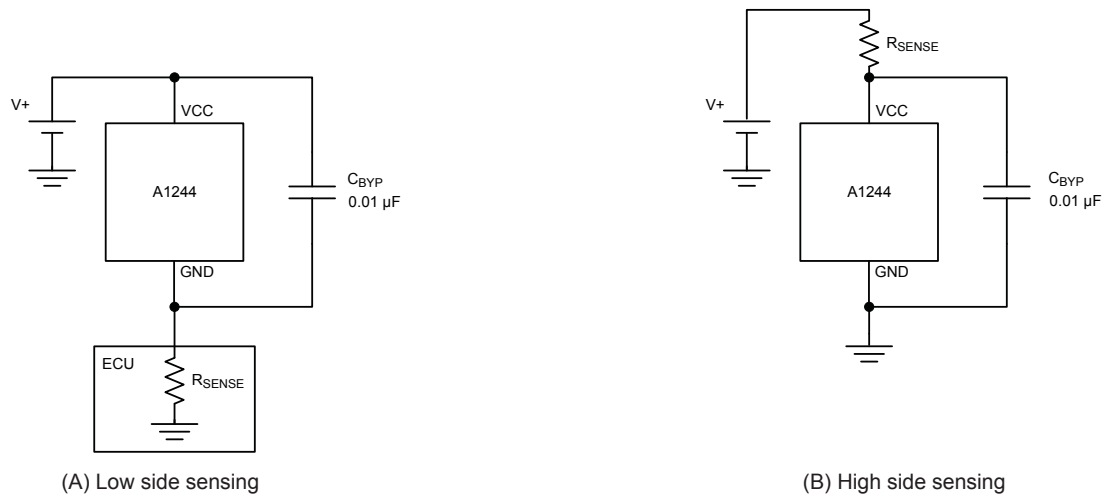 V+
VCC
A1244
GND
C_BYP
0.01 µF
ECU
R_SENSE
(A) Low side sensing
R_SENSE
V+
VCC
A1244
GND
C_BYP
0.01 µF
(B) High side sensing